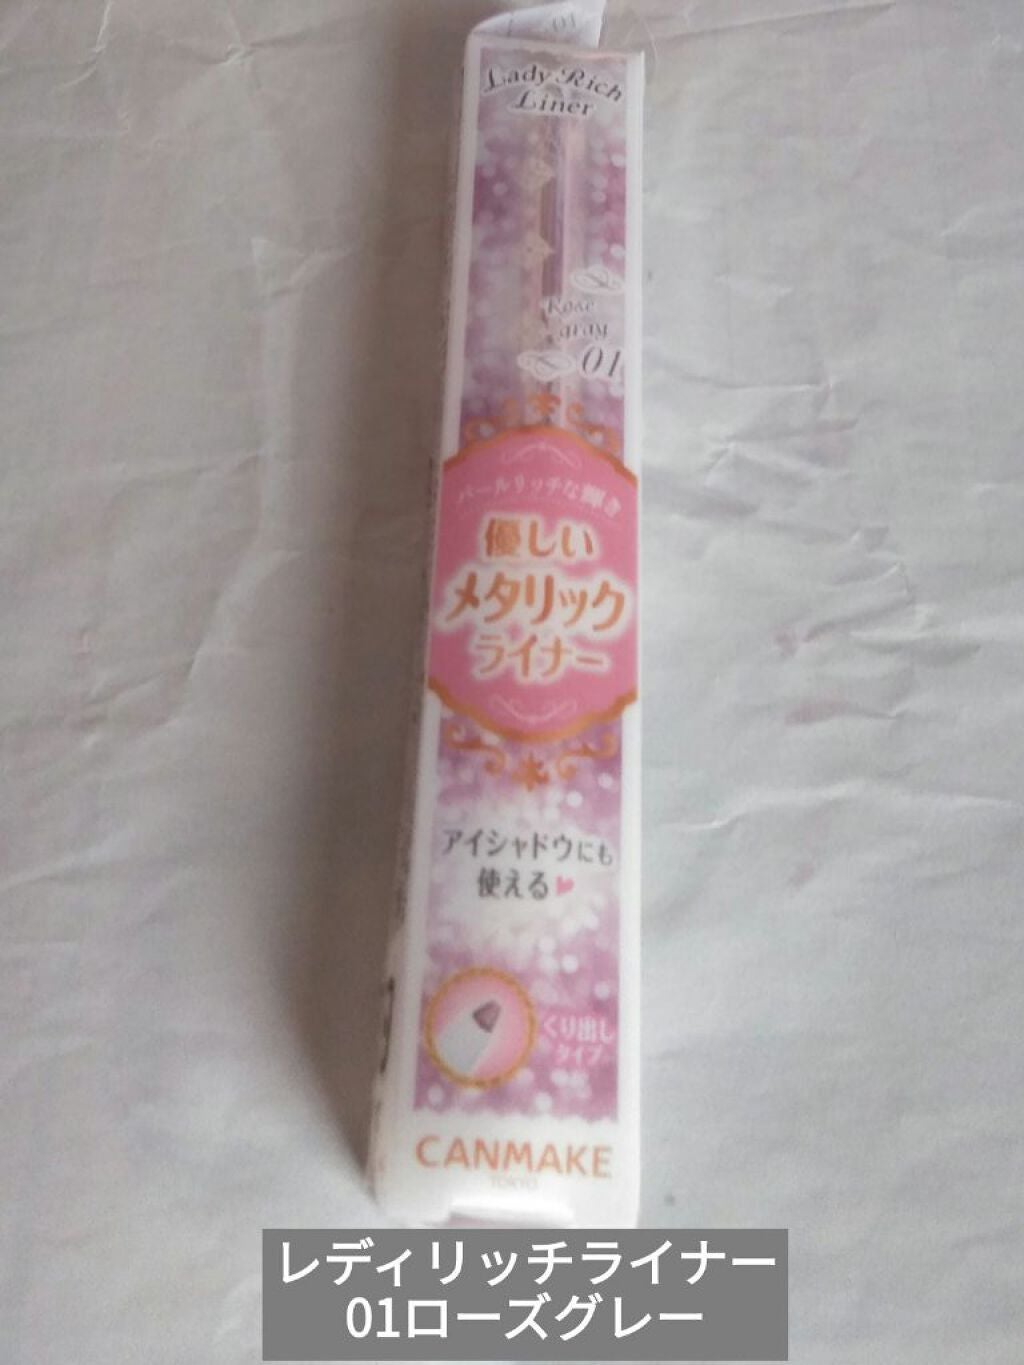 01
Lady Rich
Liner
Rose
gray
01
パールリッチな輝き
優しい
メタリック
ライナー
アイシャドウにも
使える
くり出し
タイプ
CANMAKE
TOKYO
レディリッチライナー
01ローズグレー